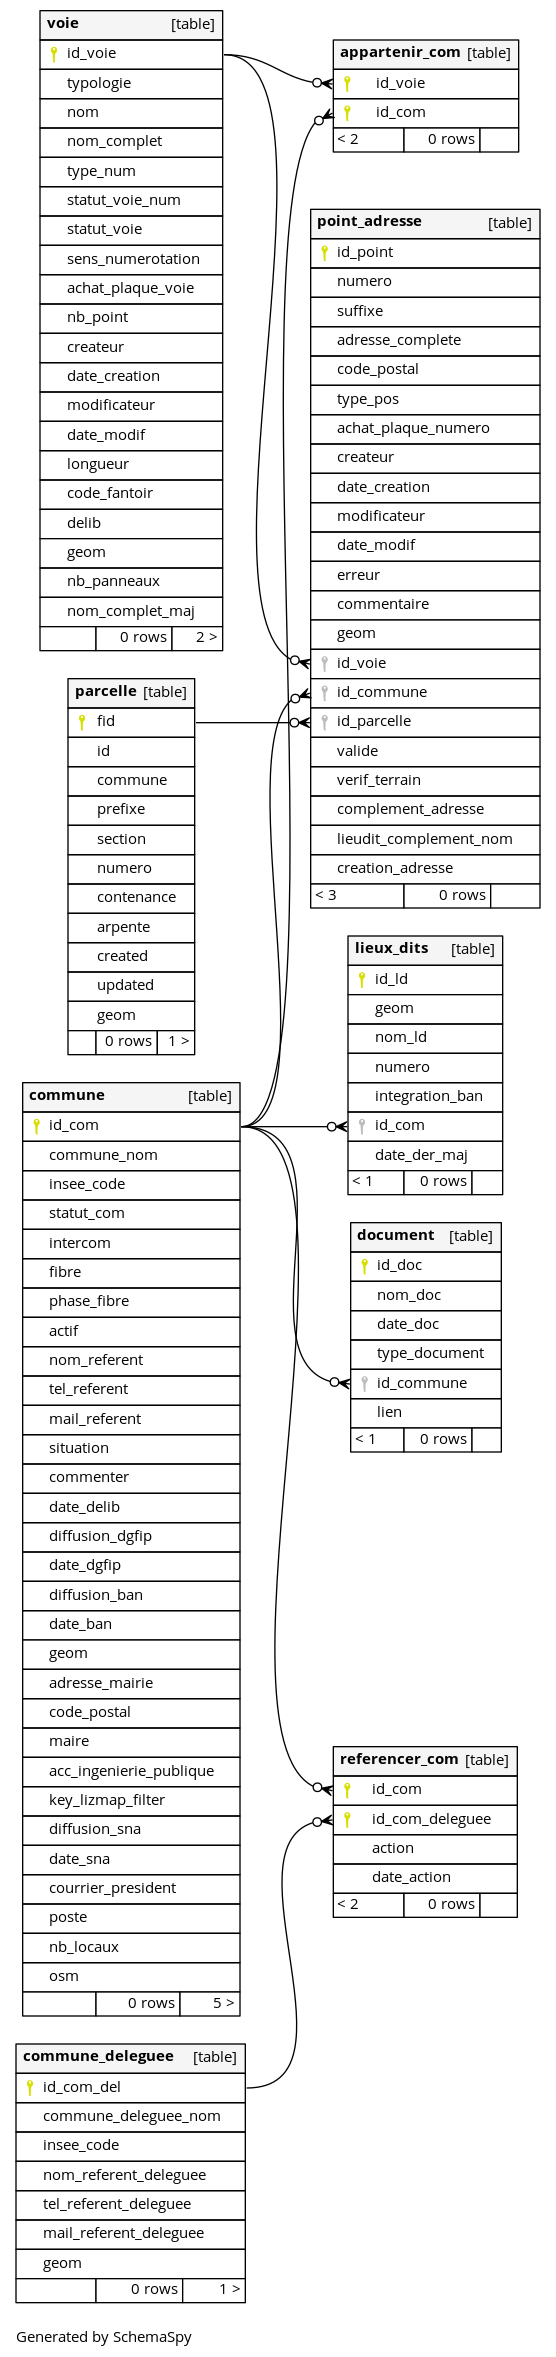 voie [table]
id_voie
typologie
nom
nom_complet
type_num
statut_voie_num
statut_voie
sens_numerotation
achat_plaque_voie
nb_point
createur
date_creation
modificateur
date_modif
longueur
code_fantoir
delib
geom
nb_panneaux
nom_complet_maj
0 rows 2 >
appartenir_com [table]
id_voie
id_com
< 2 0 rows
point_adresse [table]
id_point
numero
suffixe
adresse_complete
code_postal
type_pos
achat_plaque_numero
createur
date_creation
modificateur
date_modif
erreur
commentaire
geom
id_voie
id_commune
id_parcelle
valide
verif_terrain
complement_adresse
lieudit_complement_nom
creation_adresse
< 3 0 rows
parcelle [table]
fid
id
commune
prefixe
section
numero
contenance
arpente
created
updated
geom
0 rows 1 >
lieux_dits [table]
id_ld
geom
nom_ld
numero
integration_ban
id_com
date_der_maj
< 1 0 rows
commune [table]
id_com
commune_nom
insee_code
statut_com
intercom
fibre
phase_fibre
actif
nom_referent
tel_referent
mail_referent
situation
commenter
date_delib
diffusion_dgfip
date_dgfip
diffusion_ban
date_ban
geom
adresse_mairie
code_postal
maire
acc_ingenierie_publique
key_lizmap_filter
diffusion_sna
date_sna
courrier_president
poste
nb_locaux
osm
0 rows 5 >
document [table]
id_doc
nom_doc
date_doc
type_document
id_commune
lien
< 1 0 rows
referencer_com [table]
id_com
id_com_deleguee
action
date_action
< 2 0 rows
commune_deleguee [table]
id_com_del
commune_deleguee_nom
insee_code
nom_referent_deleguee
tel_referent_deleguee
mail_referent_deleguee
geom
0 rows 1 >
Generated by SchemaSpy